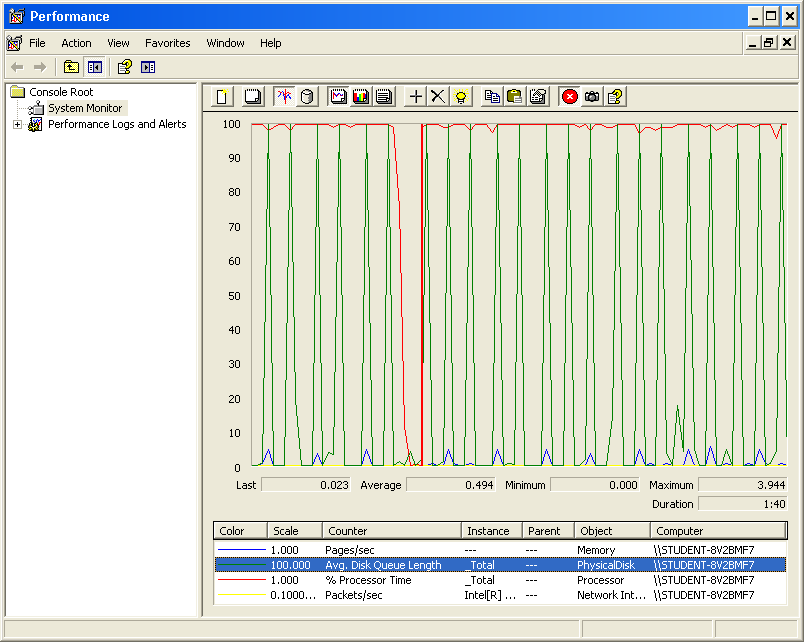 Performance
File Action View Favorites Window Help
Console Root
System Monitor
Performance Logs and Alerts
100
90
80
70
60
50
40
30
20
10
0
Last 0.023 Average 0.494 Minimum 0.000 Maximum 3.944
Duration 1:40
Color Scale Counter Instance Parent Object Computer
1.000 Pages/sec --- --- Memory \\STUDENT-8V2BMF7
100.000 Avg. Disk Queue Length _Total --- PhysicalDisk \\STUDENT-8V2BMF7
1.000 % Processor Time _Total --- Processor \\STUDENT-8V2BMF7
0.1000... Packets/sec Intel[R] ... --- Network Int... \\STUDENT-8V2BMF7